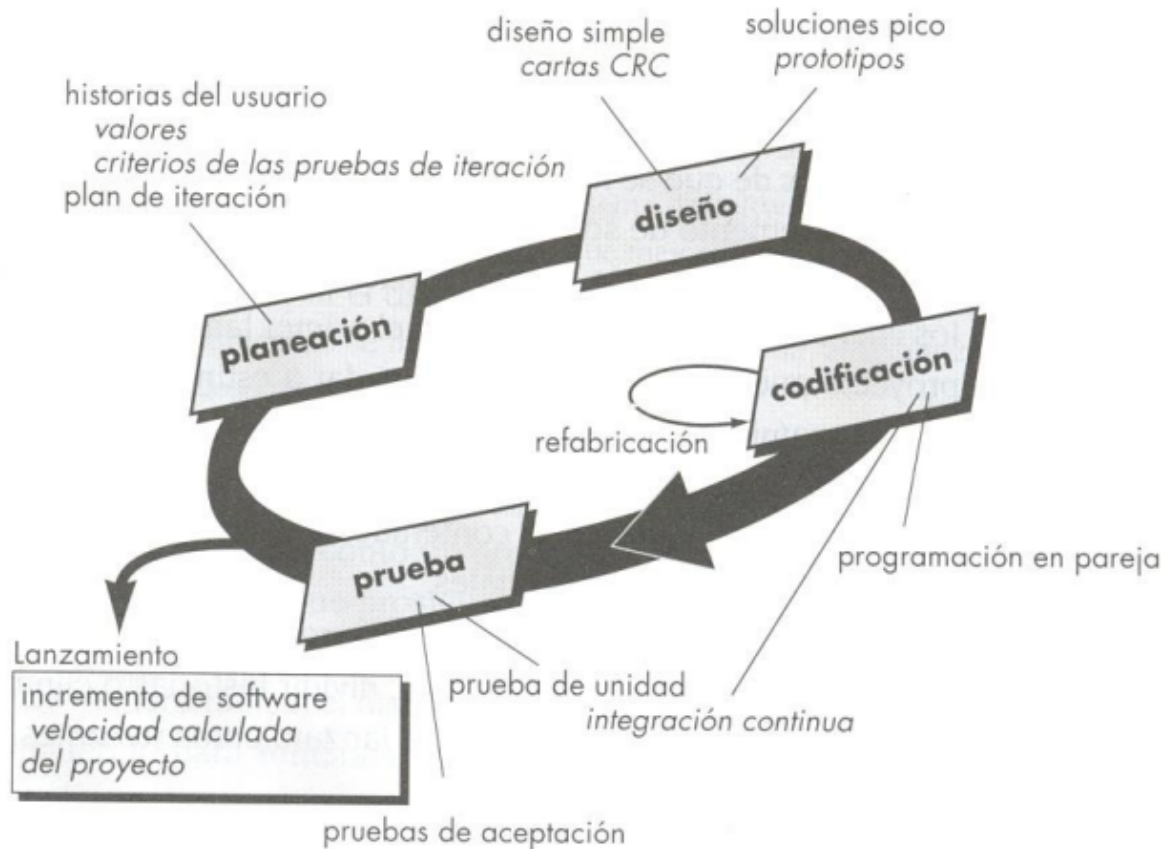 diseño simple
cartas CRC
soluciones pico
prototipos
historias del usuario
valores
criterios de las pruebas de iteración
plan de iteración
diseño
planeación
codificación
refabricación
prueba
programación en pareja
Lanzamiento
incremento de software
velocidad calculada
del proyecto
prueba de unidad
integración continua
pruebas de aceptación